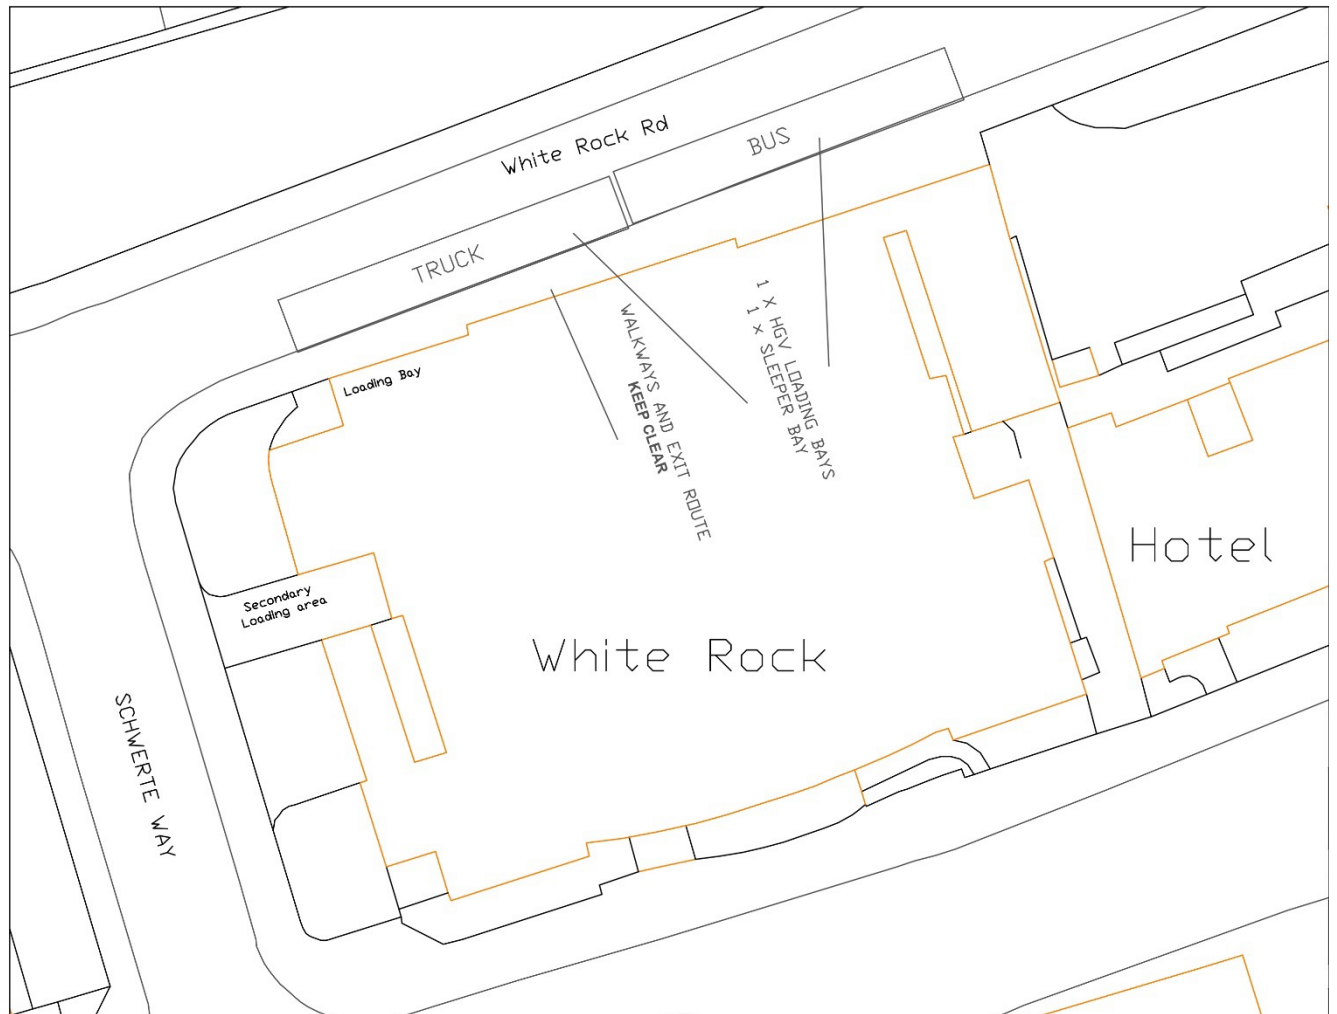 White Rock Rd
BUS
TRUCK
Loading Bay
1 X HGV LOADING BAYS
1 X SLEEPER BAY
WALKWAYS AND EXIT ROUTE
KEEP CLEAR
Hotel
Secondary
Loading area
White Rock
SCHWERTE WAY